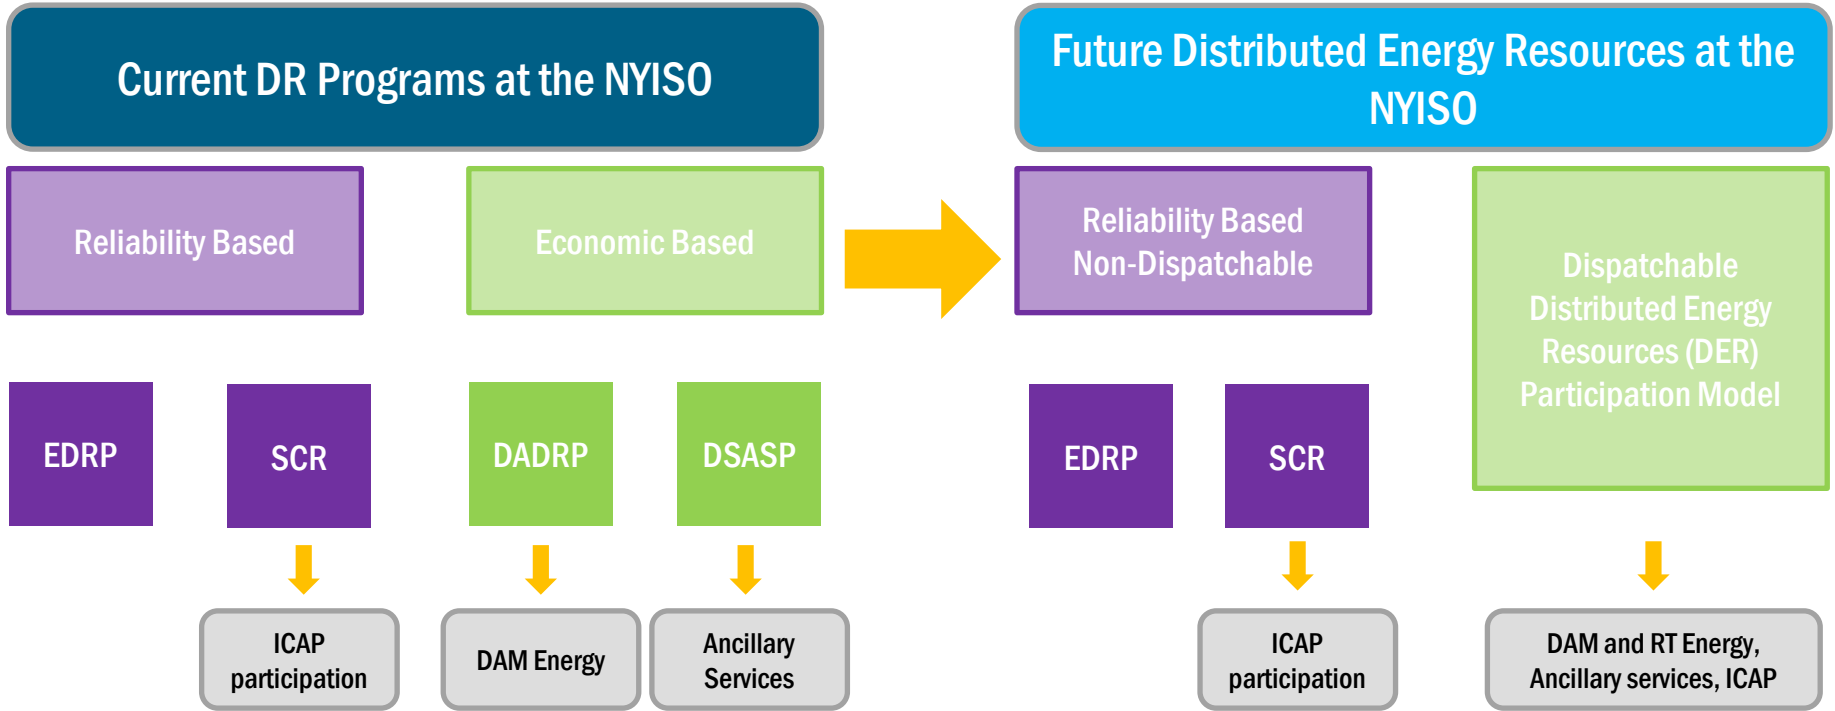 Current DR Programs at the NYISO
Future Distributed Energy Resources at the
NYISO
Reliability Based
Economic Based
Reliability Based
Non-Dispatchable
Dispatchable
Distributed Energy
Resources (DER)
Participation Model
EDRP
SCR
DADRP
DSASP
EDRP
SCR
ICAP
participation
DAM Energy
Ancillary
Services
ICAP
participation
DAM and RT Energy,
Ancillary services, ICAP